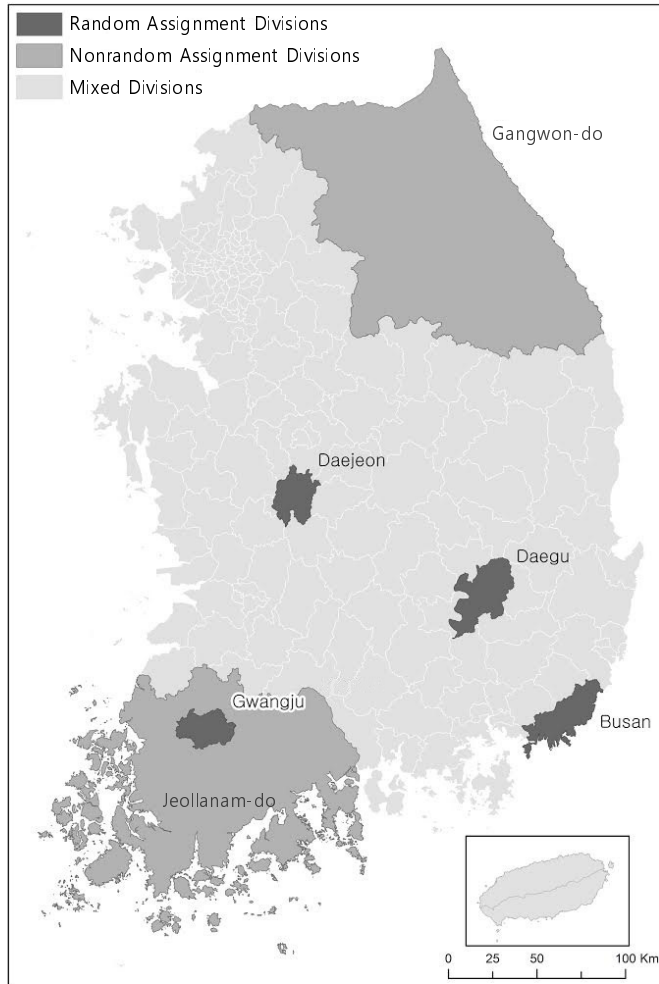 Random Assignment Divisions
Nonrandom Assignment Divisions
Mixed Divisions
Gangwon-do
Daejeon
Daegu
Gwangju
Busan
Jeollanam-do
0 25 50 100 Km